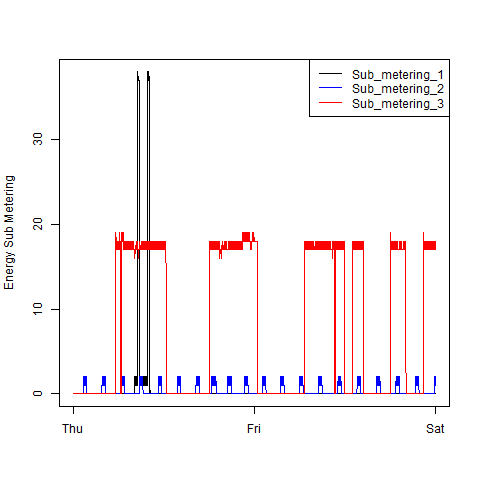 Sub_metering_1
Sub_metering_2
Sub_metering_3
Energy Sub Metering
30
20
10
0
Thu Fri Sat